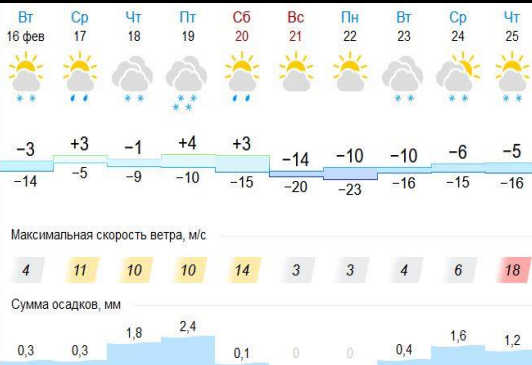 Вт Ср Чт Пт Сб Вс Пн Вт Ср Чт
16 фев 17 18 19 20 21 22 23 24 25
−3 +3 −1 +4 +3 −14 −10 −10 −6 −5
−14 −5 −9 −10 −15 −20 −23 −16 −15 −16
Максимальная скорость ветра, м/с
4 11 10 10 14 3 3 4 6 18
Сумма осадков, мм
0,3 0,3 1,8 2,4 0,1 0 0 0,4 1,6 1,2